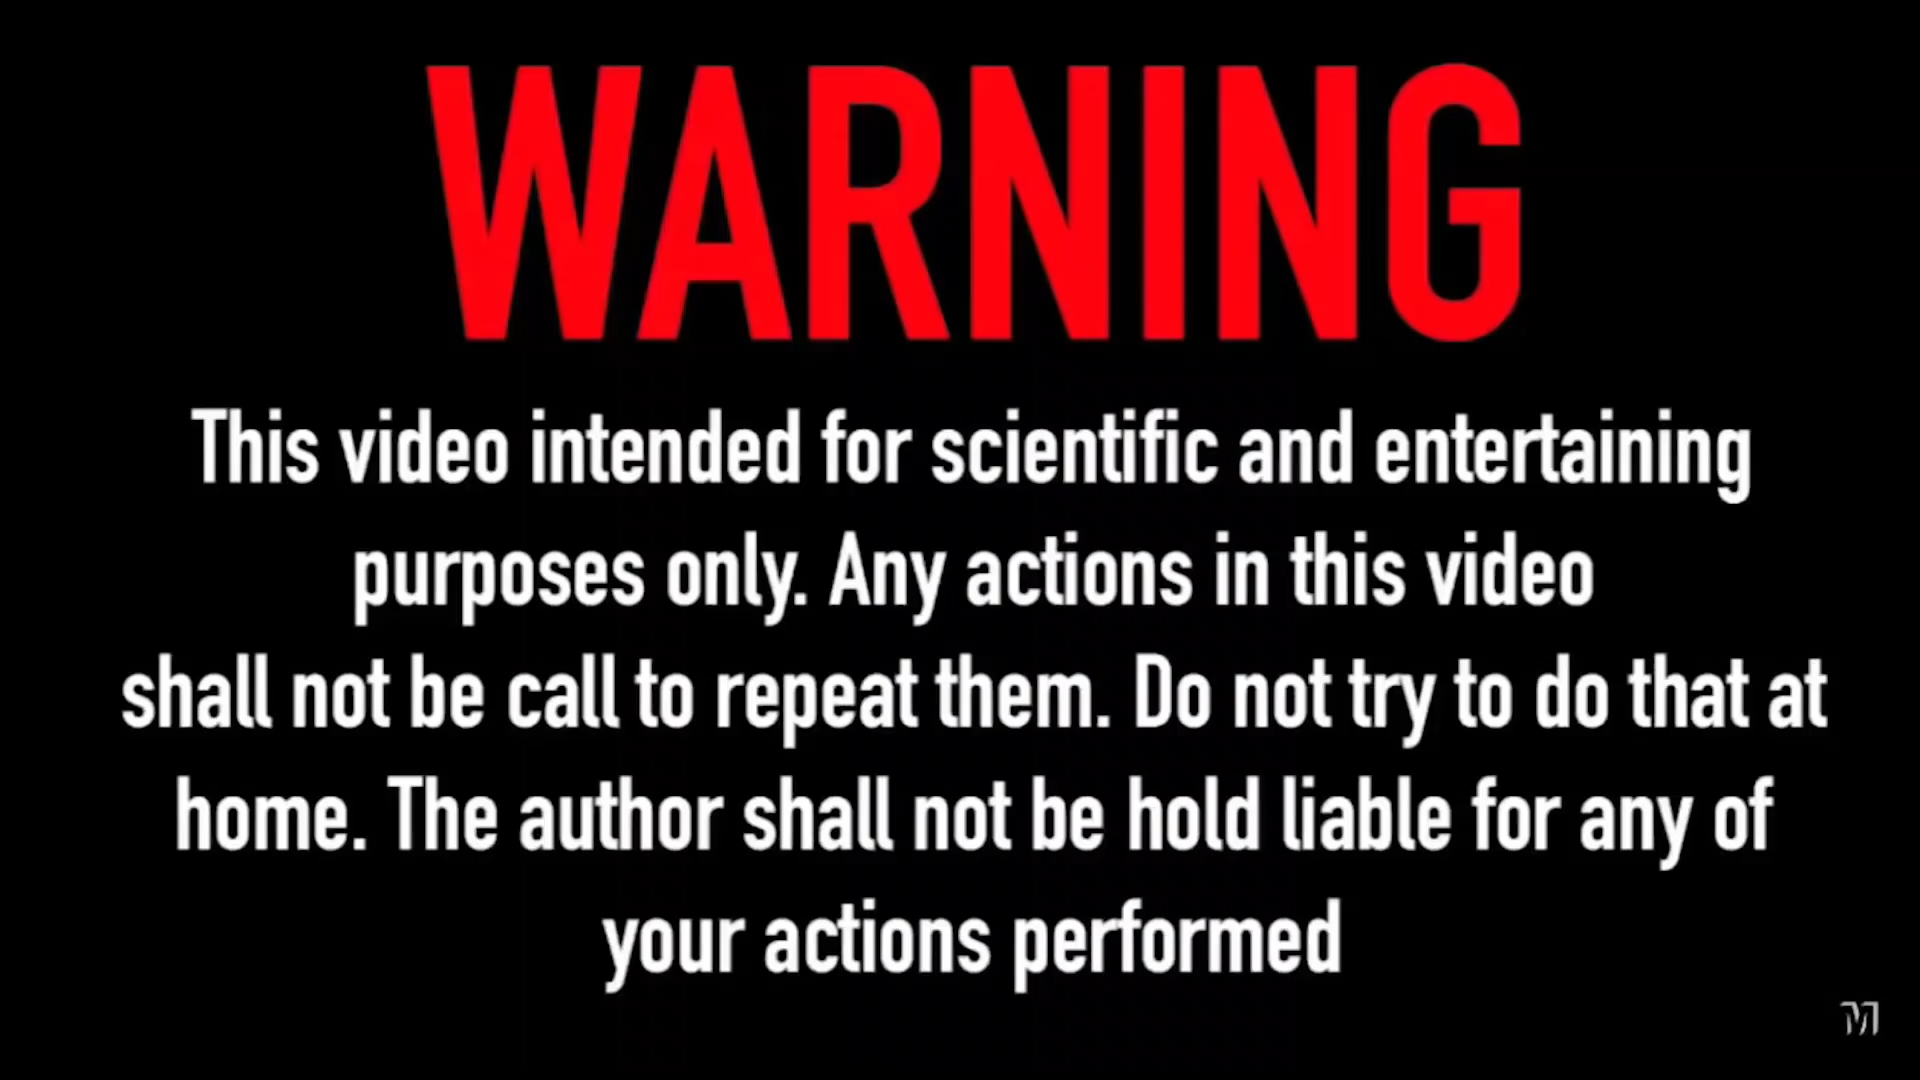 WARNING
This video intended for scientific and entertaining
purposes only. Any actions in this video
shall not be call to repeat them. Do not try to do that at
home. The author shall not be hold liable for any of
your actions performed
M